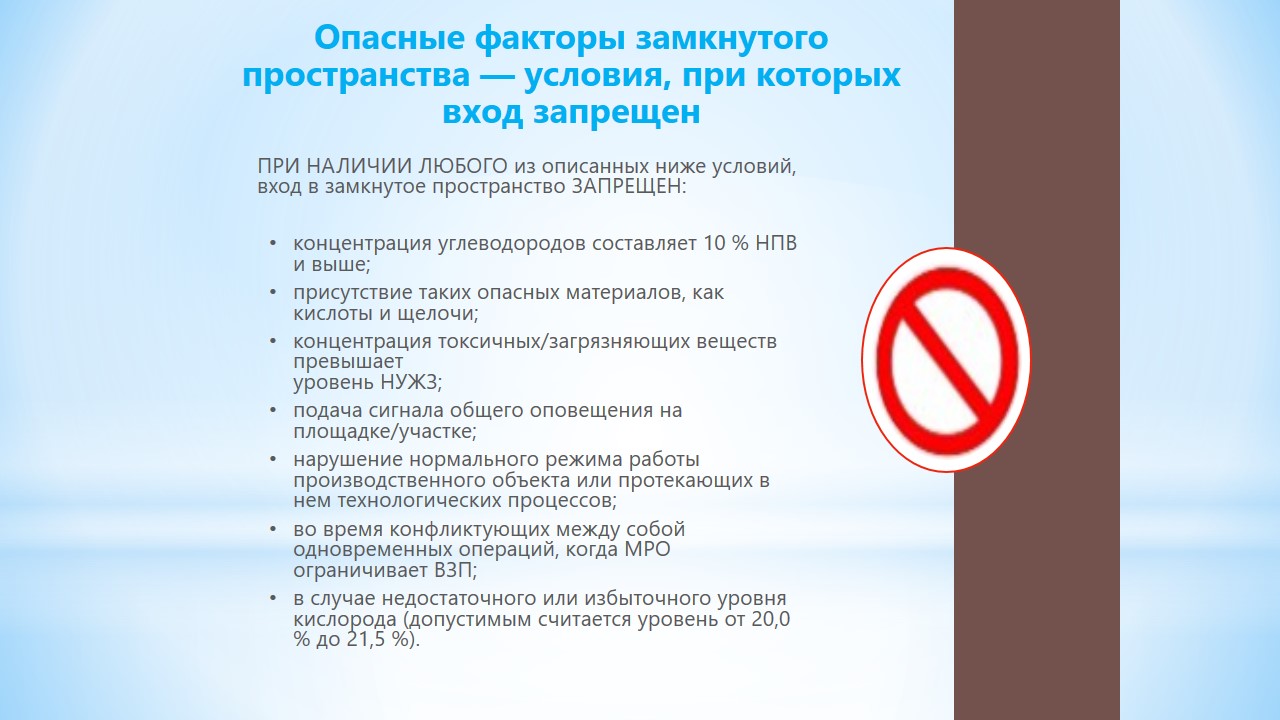 Опасные факторы замкнутого
пространства — условия, при которых
вход запрещен
ПРИ НАЛИЧИИ ЛЮБОГО из описанных ниже условий,
вход в замкнутое пространство ЗАПРЕЩЕН:
• концентрация углеводородов составляет 10 % НПВ
и выше;
• присутствие таких опасных материалов, как
кислоты и щелочи;
• концентрация токсичных/загрязняющих веществ
превышает
уровень НУЖЗ;
• подача сигнала общего оповещения на
площадке/участке;
• нарушение нормального режима работы
производственного объекта или протекающих в
нем технологических процессов;
• во время конфликтующих между собой
одновременных операций, когда МРО
ограничивает ВЗП;
• в случае недостаточного или избыточного уровня
кислорода (допустимым считается уровень от 20,0
% до 21,5 %).